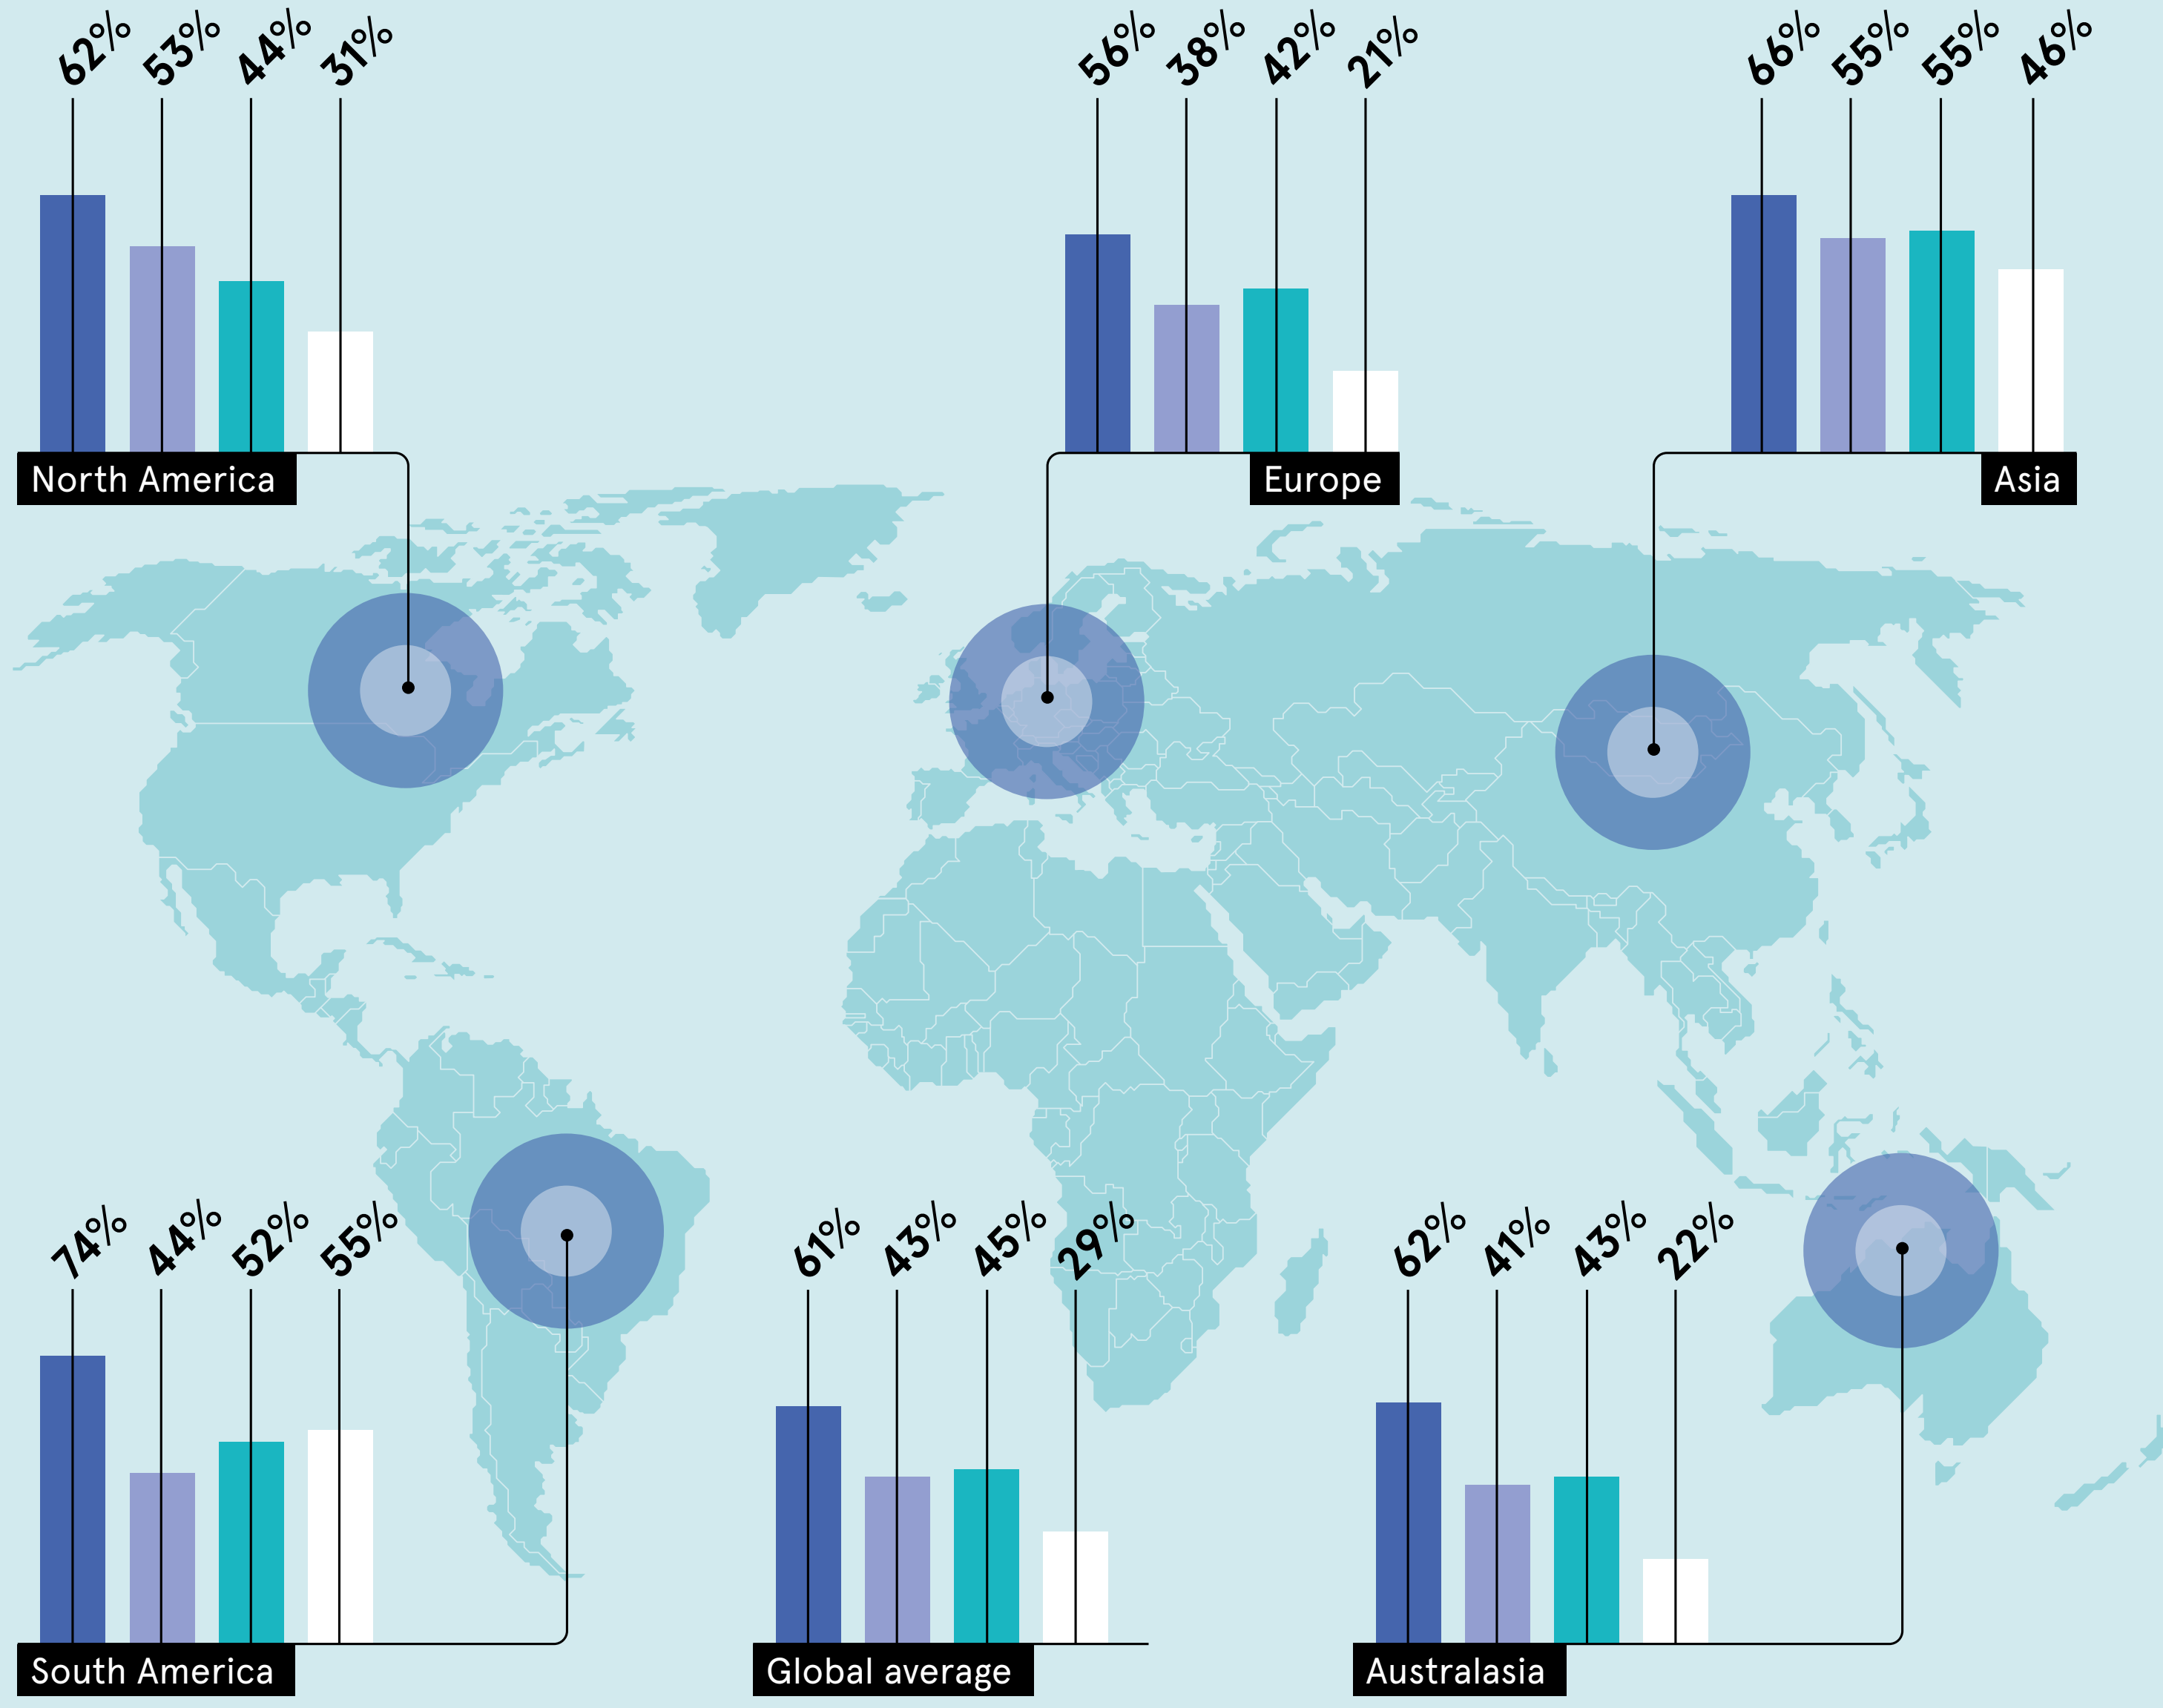 62% 53% 44% 31%
North America
56% 38% 42% 21%
Europe
66% 55% 55% 46%
Asia
74% 44% 52% 55%
South America
61% 43% 45% 29%
Global average
62% 41% 43% 22%
Australasia